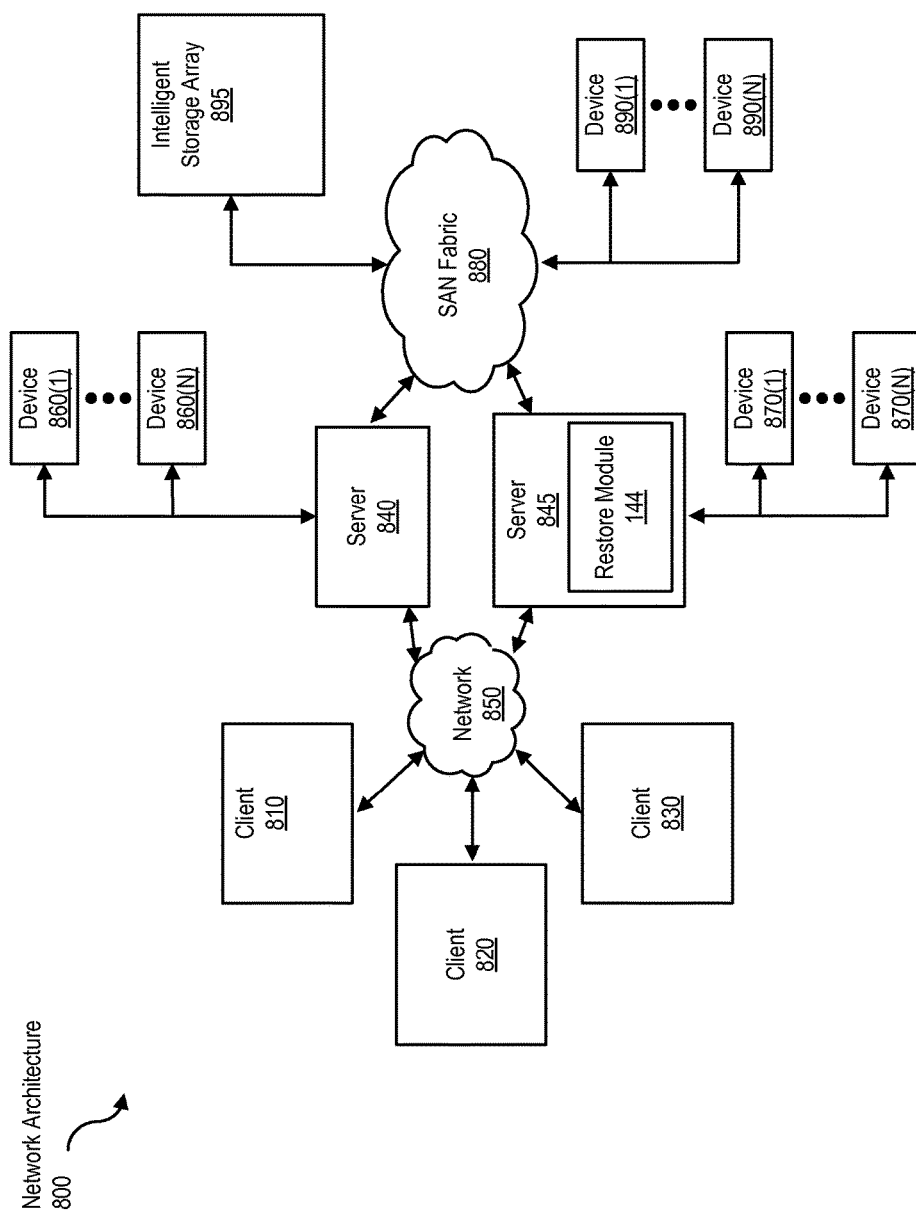 Network Architecture
800
Client
810
Client
820
Client
830
Network
850
Server
840
Server
845
Restore Module
144
Device
860(1)
Device
860(N)
Device
870(1)
Device
870(N)
SAN Fabric
880
Intelligent
Storage Array
895
Device
890(1)
Device
890(N)